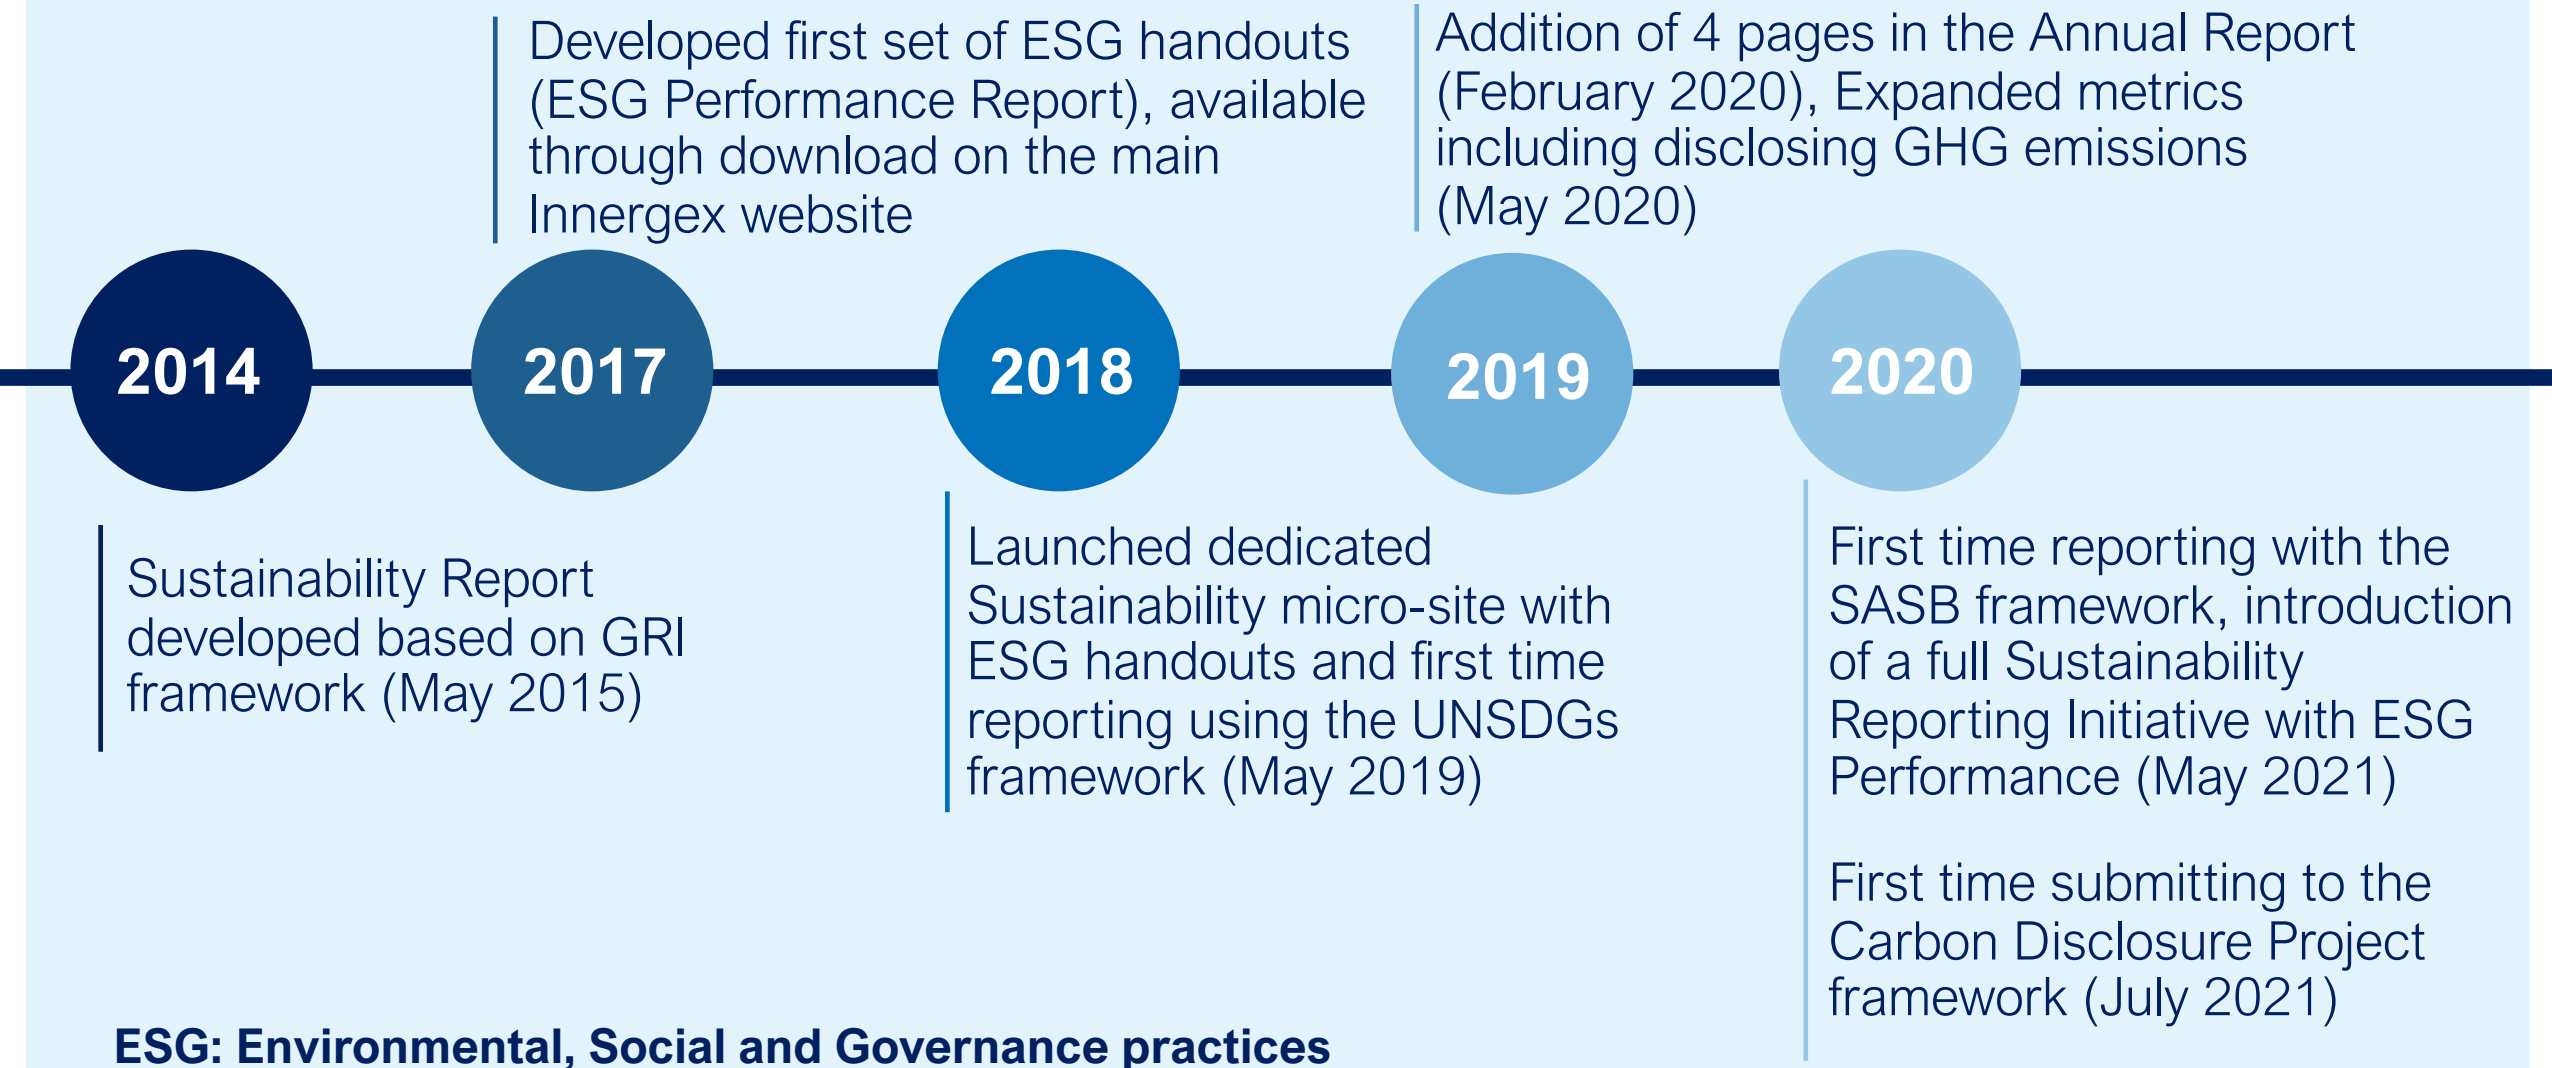 Developed first set of ESG handouts
(ESG Performance Report), available
through download on the main
Innergex website
Addition of 4 pages in the Annual Report
(February 2020), Expanded metrics
including disclosing GHG emissions
(May 2020)
2014
2017
2018
2019
2020
Sustainability Report
developed based on GRI
framework (May 2015)
Launched dedicated
Sustainability micro-site with
ESG handouts and first time
reporting using the UNSDGs
framework (May 2019)
First time reporting with the
SASB framework, introduction
of a full Sustainability
Reporting Initiative with ESG
Performance (May 2021)
First time submitting to the
Carbon Disclosure Project
framework (July 2021)
ESG: Environmental, Social and Governance practices